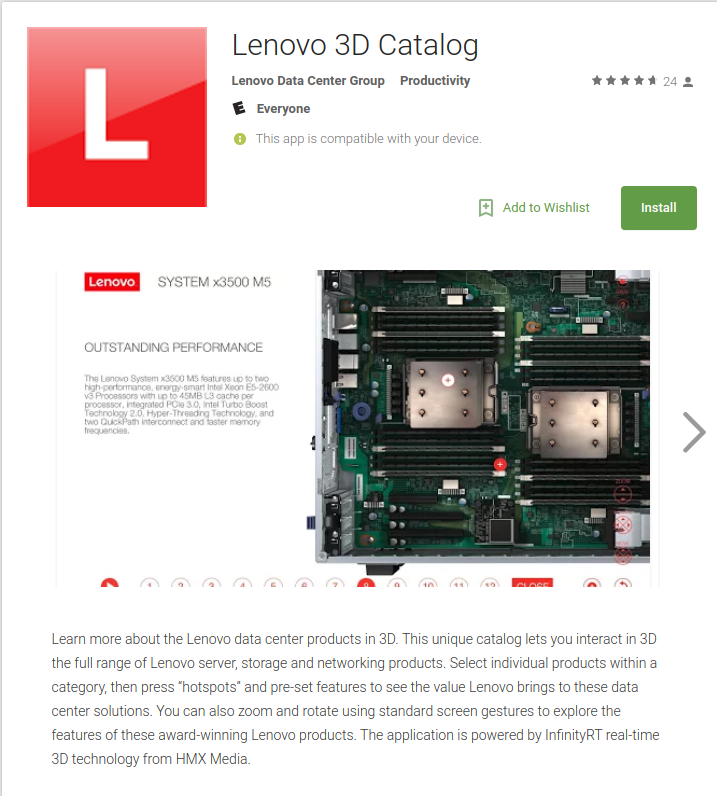 L
Lenovo 3D Catalog
Lenovo Data Center Group Productivity
24
E Everyone
This app is compatible with your device.
Add to Wishlist
Install
Lenovo SYSTEM x3500 M5
OUTSTANDING PERFORMANCE
The Lenovo System x3500 M5 features up to two
high-performance, energy-smart Intel Xeon E5-2600
v3 Processors with up to 45MB L3 cache per
processor, integrated PCIe 3.0, Intel Turbo Boost
Technology 2.0, Hyper-Threading Technology, and
two QuickPath interconnect and faster memory
frequencies.
1 2 3 4 5 6 7 8 9 10 11 12 CLOSE
Learn more about the Lenovo data center products in 3D. This unique catalog lets you interact in 3D
the full range of Lenovo server, storage and networking products. Select individual products within a
category, then press “hotspots” and pre-set features to see the value Lenovo brings to these data
center solutions. You can also zoom and rotate using standard screen gestures to explore the
features of these award-winning Lenovo products. The application is powered by InfinityRT real-time
3D technology from HMX Media.